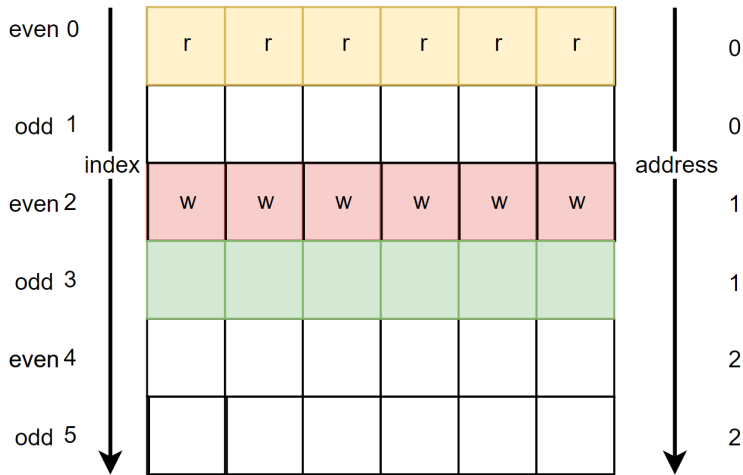 even 0 r r r r r r 0
odd 1 0
index address
even 2 w w w w w w 1
odd 3 1
even 4 2
odd 5 2